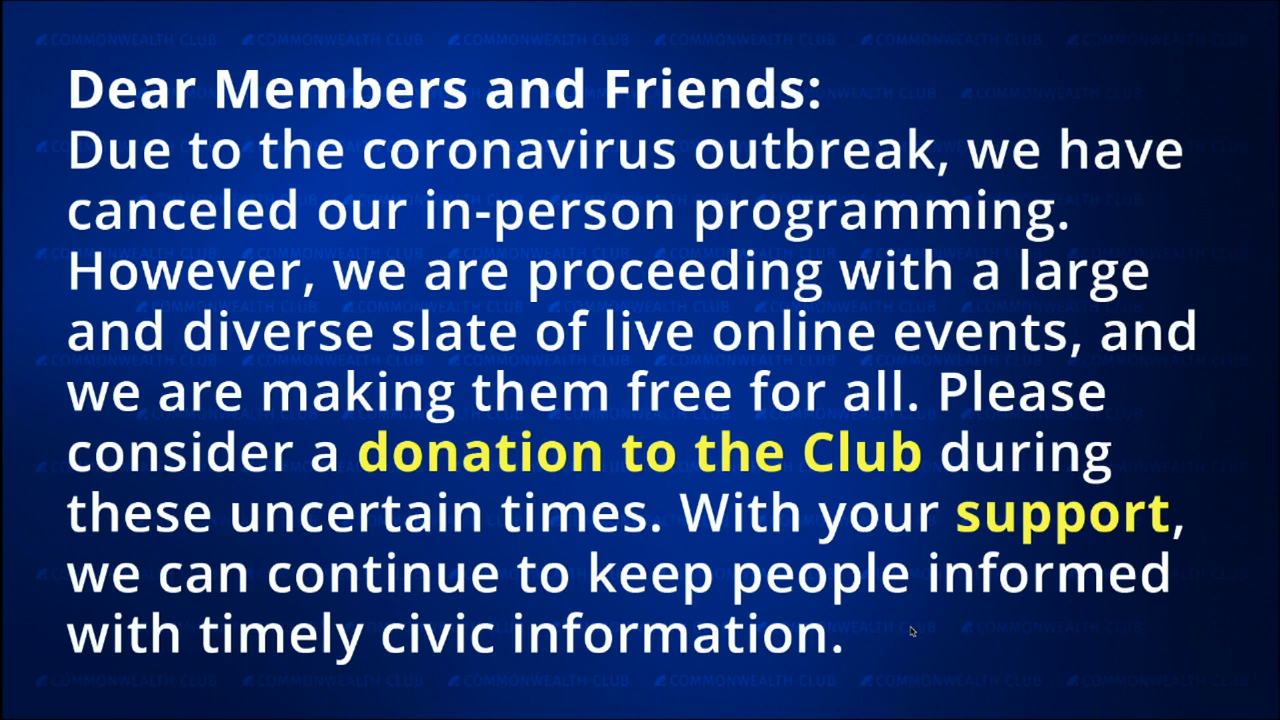 Dear Members and Friends:
Due to the coronavirus outbreak, we have
canceled our in-person programming.
However, we are proceeding with a large
and diverse slate of live online events, and
we are making them free for all. Please
consider a donation to the Club during
these uncertain times. With your support,
we can continue to keep people informed
with timely civic information.
COMMONWEALTH CLUB